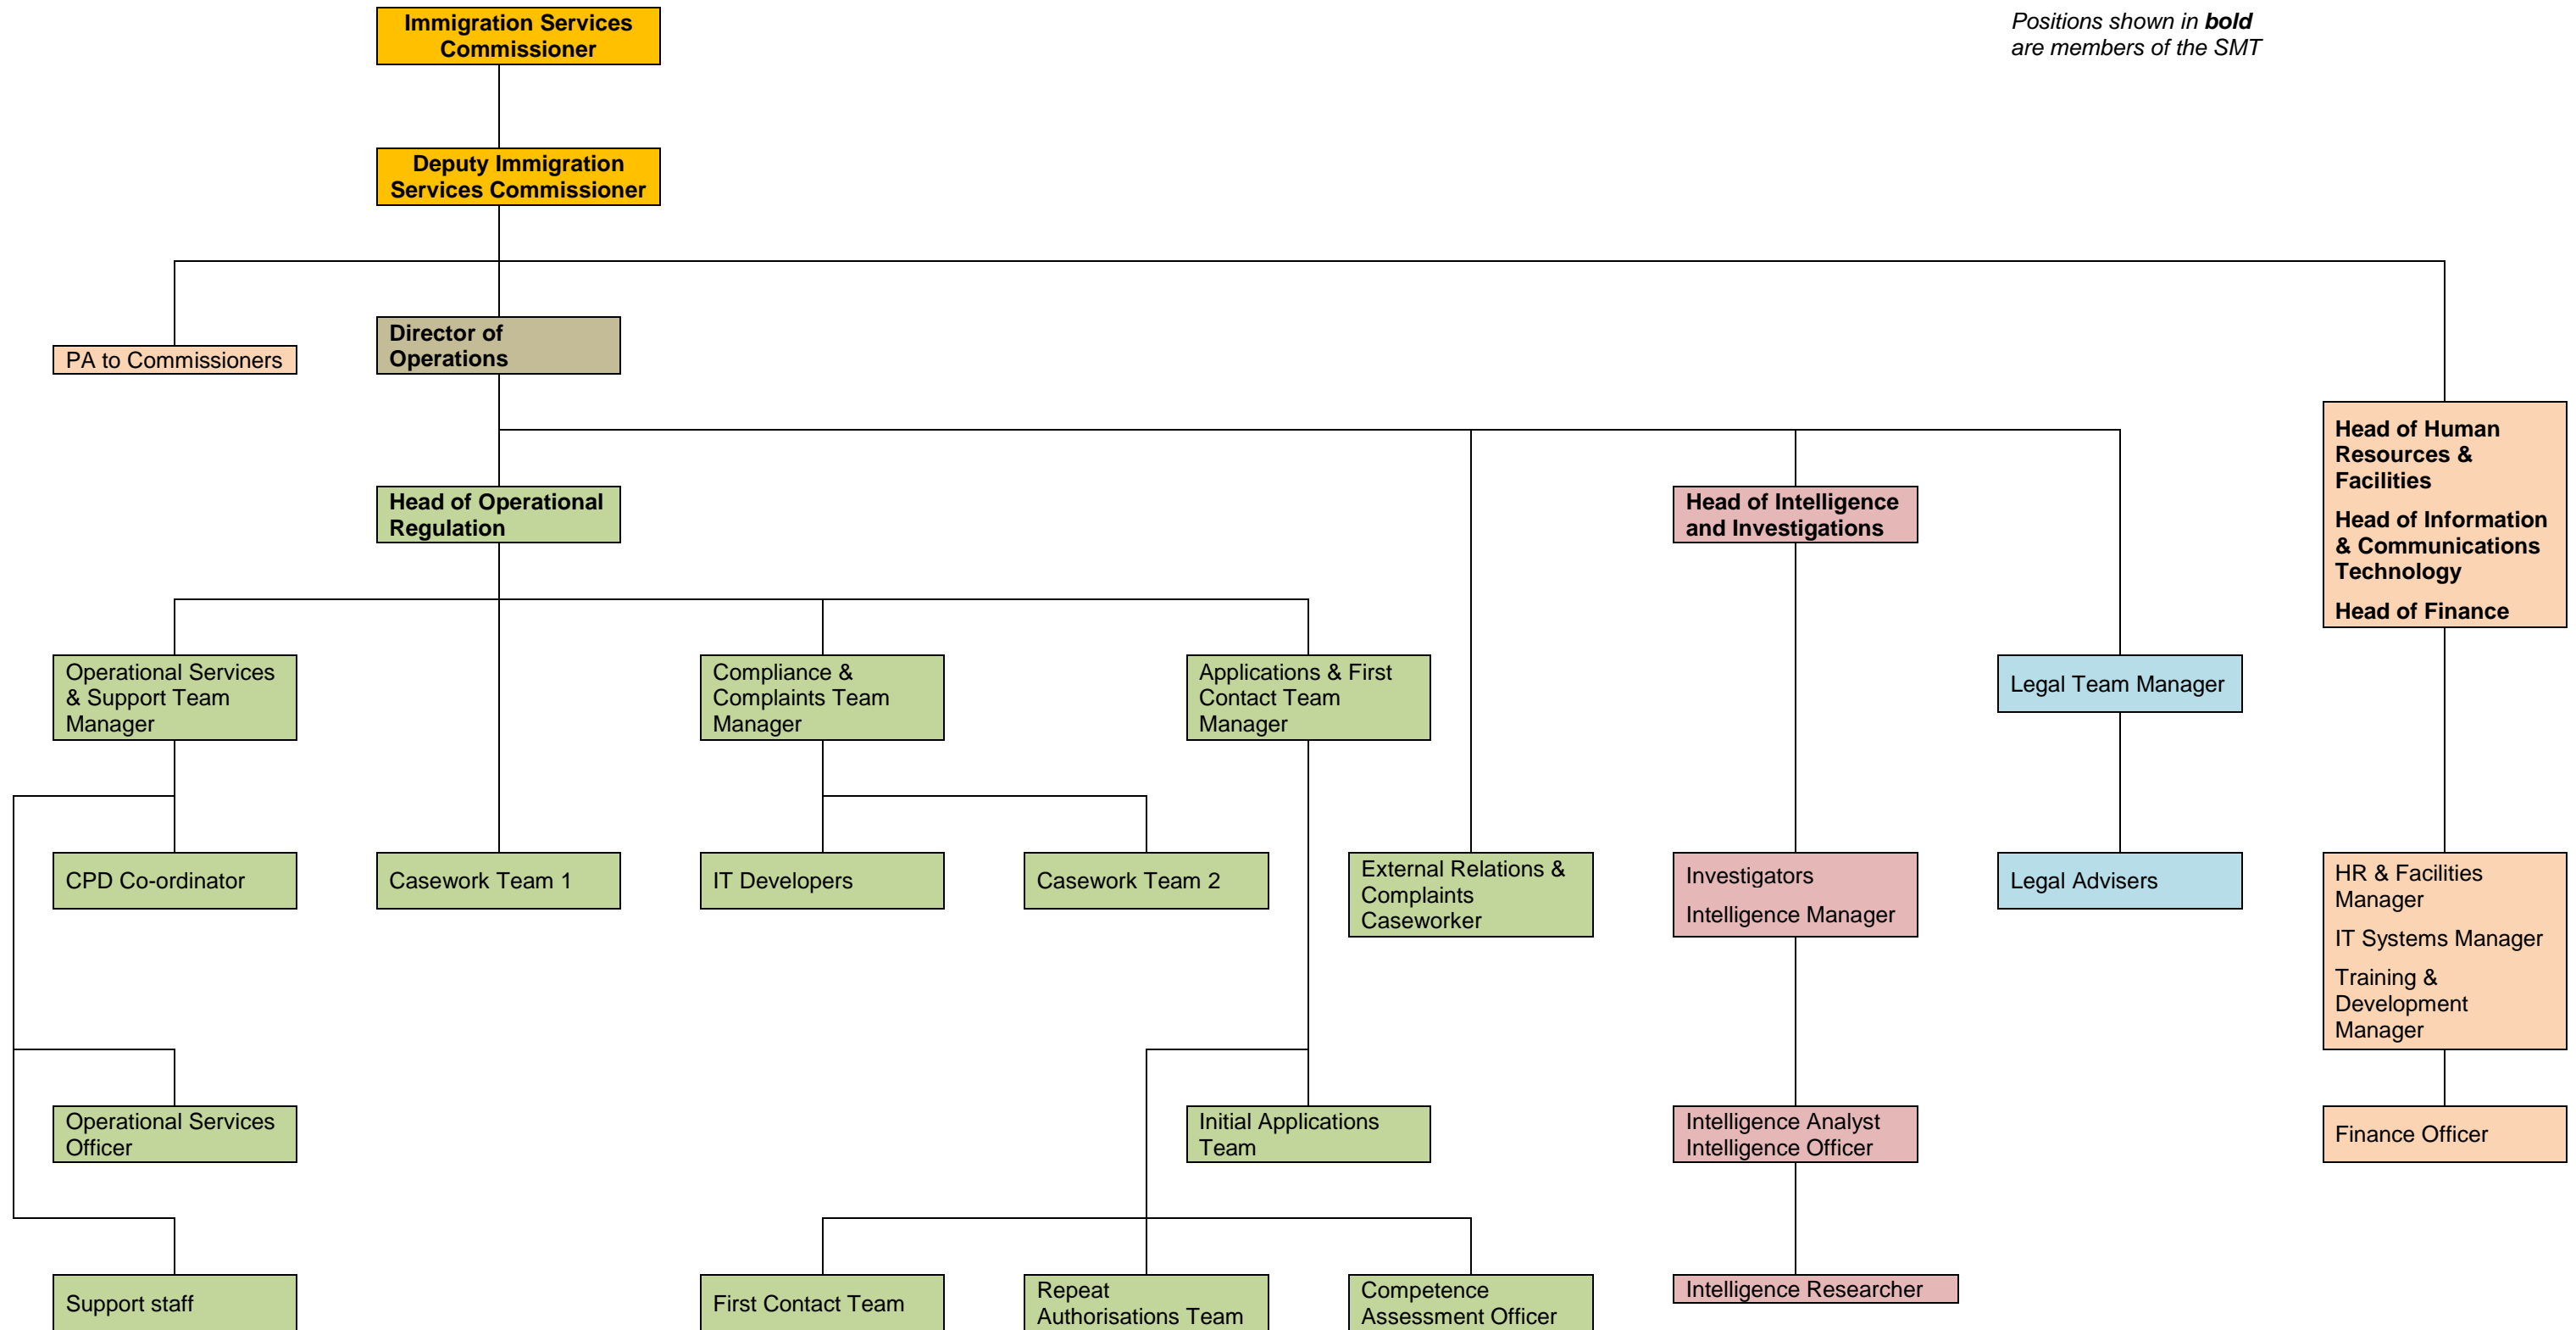 Immigration Services
Commissioner
Positions shown in bold
are members of the SMT
Deputy Immigration
Services Commissioner
PA to Commissioners
Director of
Operations
Head of Human
Resources &
Facilities
Head of Information
& Communications
Technology
Head of Finance
Head of Operational
Regulation
Head of Intelligence
and Investigations
Operational Services
& Support Team
Manager
Compliance &
Complaints Team
Manager
Applications & First
Contact Team
Manager
Legal Team Manager
CPD Co-ordinator
Casework Team 1
IT Developers
Casework Team 2
External Relations &
Complaints
Caseworker
Investigators
Intelligence Manager
Legal Advisers
HR & Facilities
Manager
IT Systems Manager
Training &
Development
Manager
Operational Services
Officer
Initial Applications
Team
Intelligence Analyst
Intelligence Officer
Finance Officer
Support staff
First Contact Team
Repeat
Authorisations Team
Competence
Assessment Officer
Intelligence Researcher